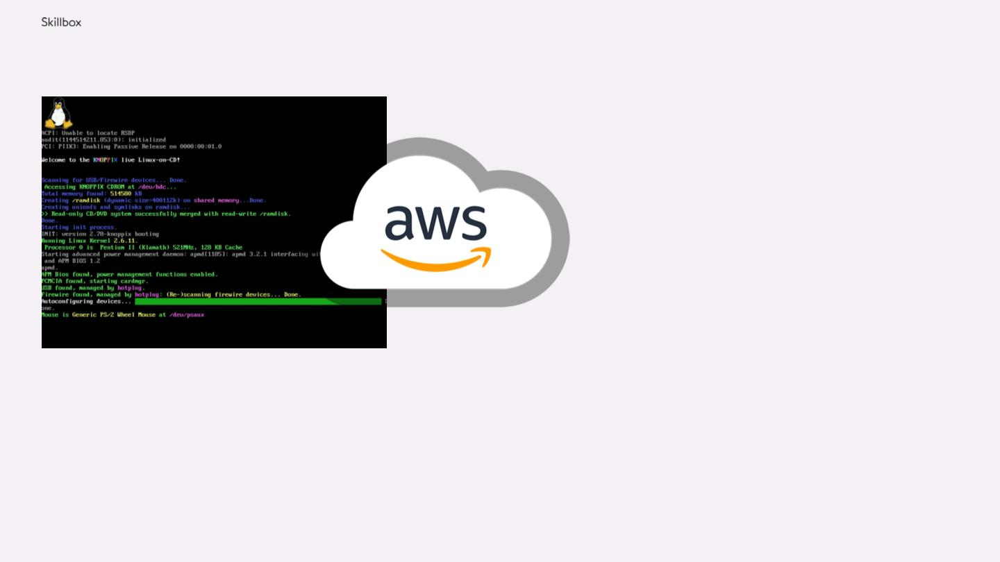 Skillbox
ACPI: Unable to locate RSDP
audit(1144514211.853:0): initialized
PCI: PIIX3: Enabling Passive Release on 0000:00:01.0
Welcome to the KNOPPIX live Linux-on-CD!
Scanning for USB/Firewire devices... Done.
Accessing KNOPPIX CDROM at /dev/hdc...
Total memory found: 514580 kB
Creating /ramdisk (dynamic size=400112k) on shared memory...Done.
Creating unionfs and symlinks on ramdisk...
>> Read-only CD/DVD system successfully merged with read-write /ramdisk.
Done.
Starting init process.
INIT: version 2.78-knoppix booting
Running Linux Kernel 2.6.11.
Processor 0 is Pentium II (Klamath) 521MHz, 128 KB Cache
Starting advanced power management daemon: apmd[1185]: apmd 3.2.1 interfacing
and APM BIOS 1.2
apmd.
APM Bios found, power management functions enabled.
PCMCIA found, starting cardmgr.
USB found, managed by hotplug.
Firewire found, managed by hotplug: (Re-)scanning firewire devices... Done.
Autoconfiguring devices...
one.
Mouse is Generic PS/2 Wheel Mouse at /dev/psaux
aws